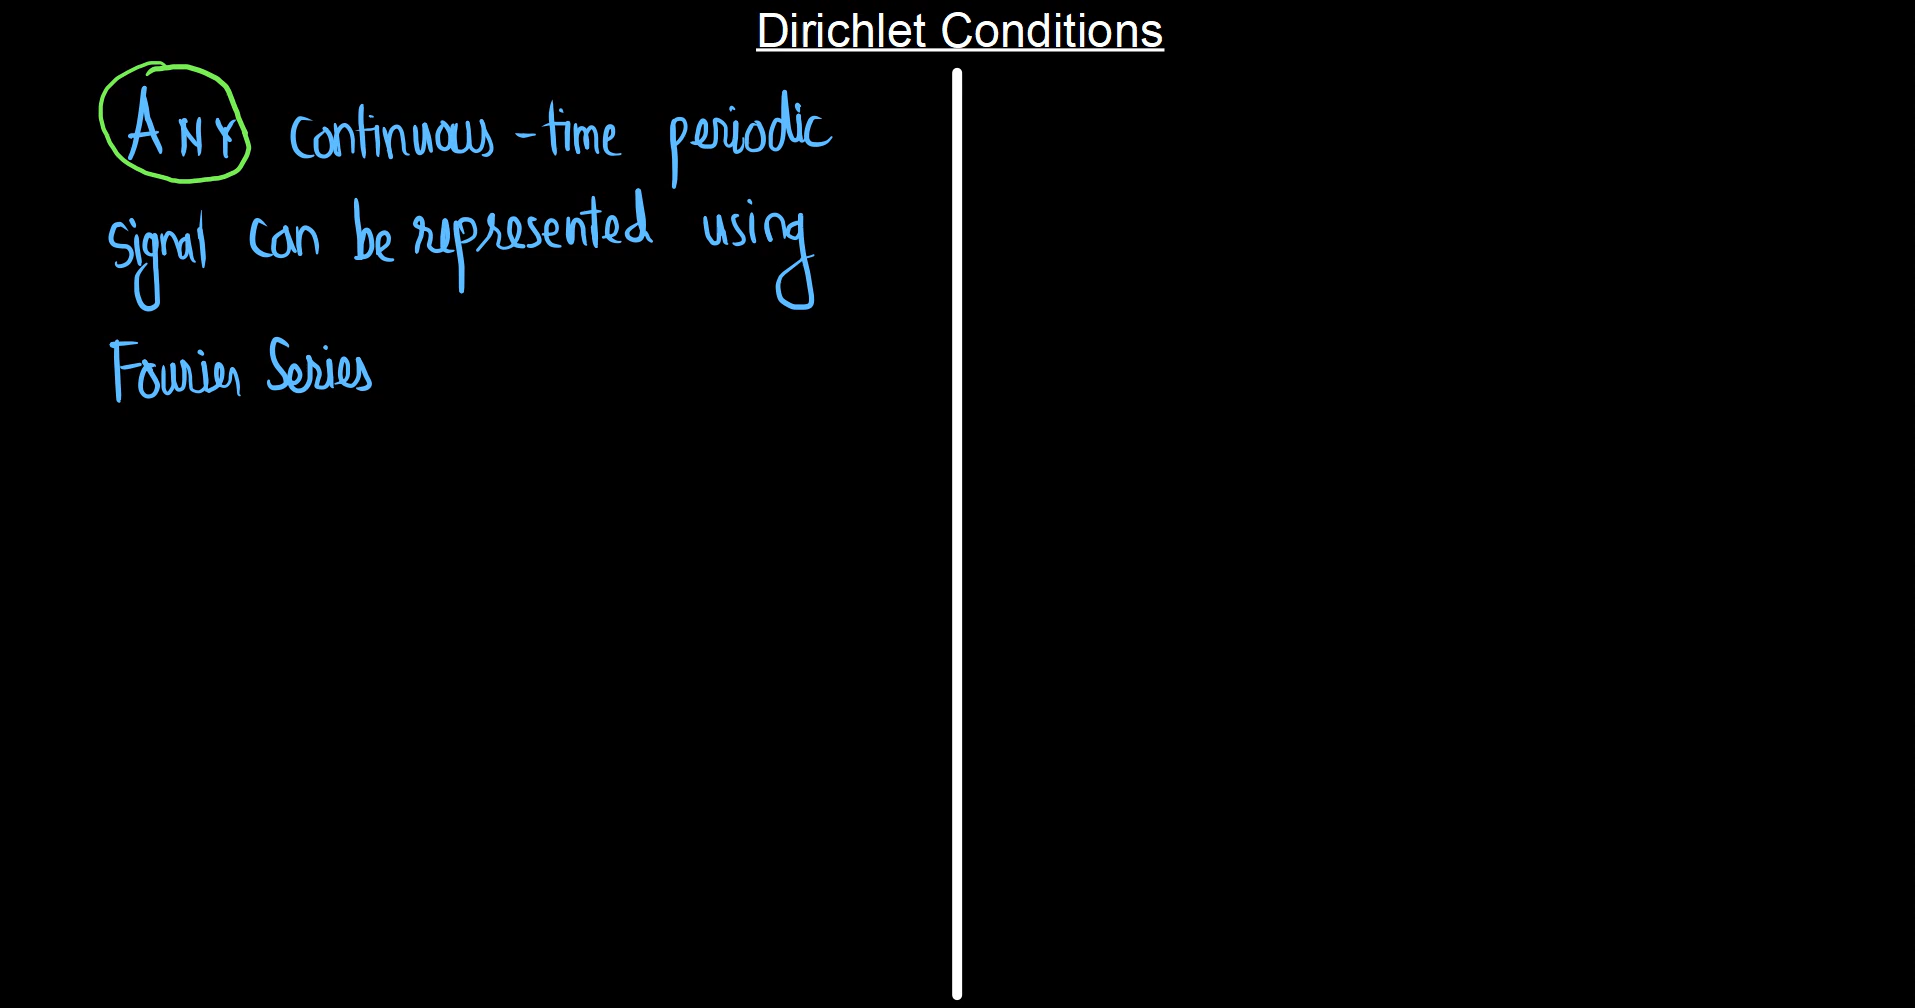 Dirichlet Conditions
ANY continuous-time periodic
signal can be represented using
Fourier Series